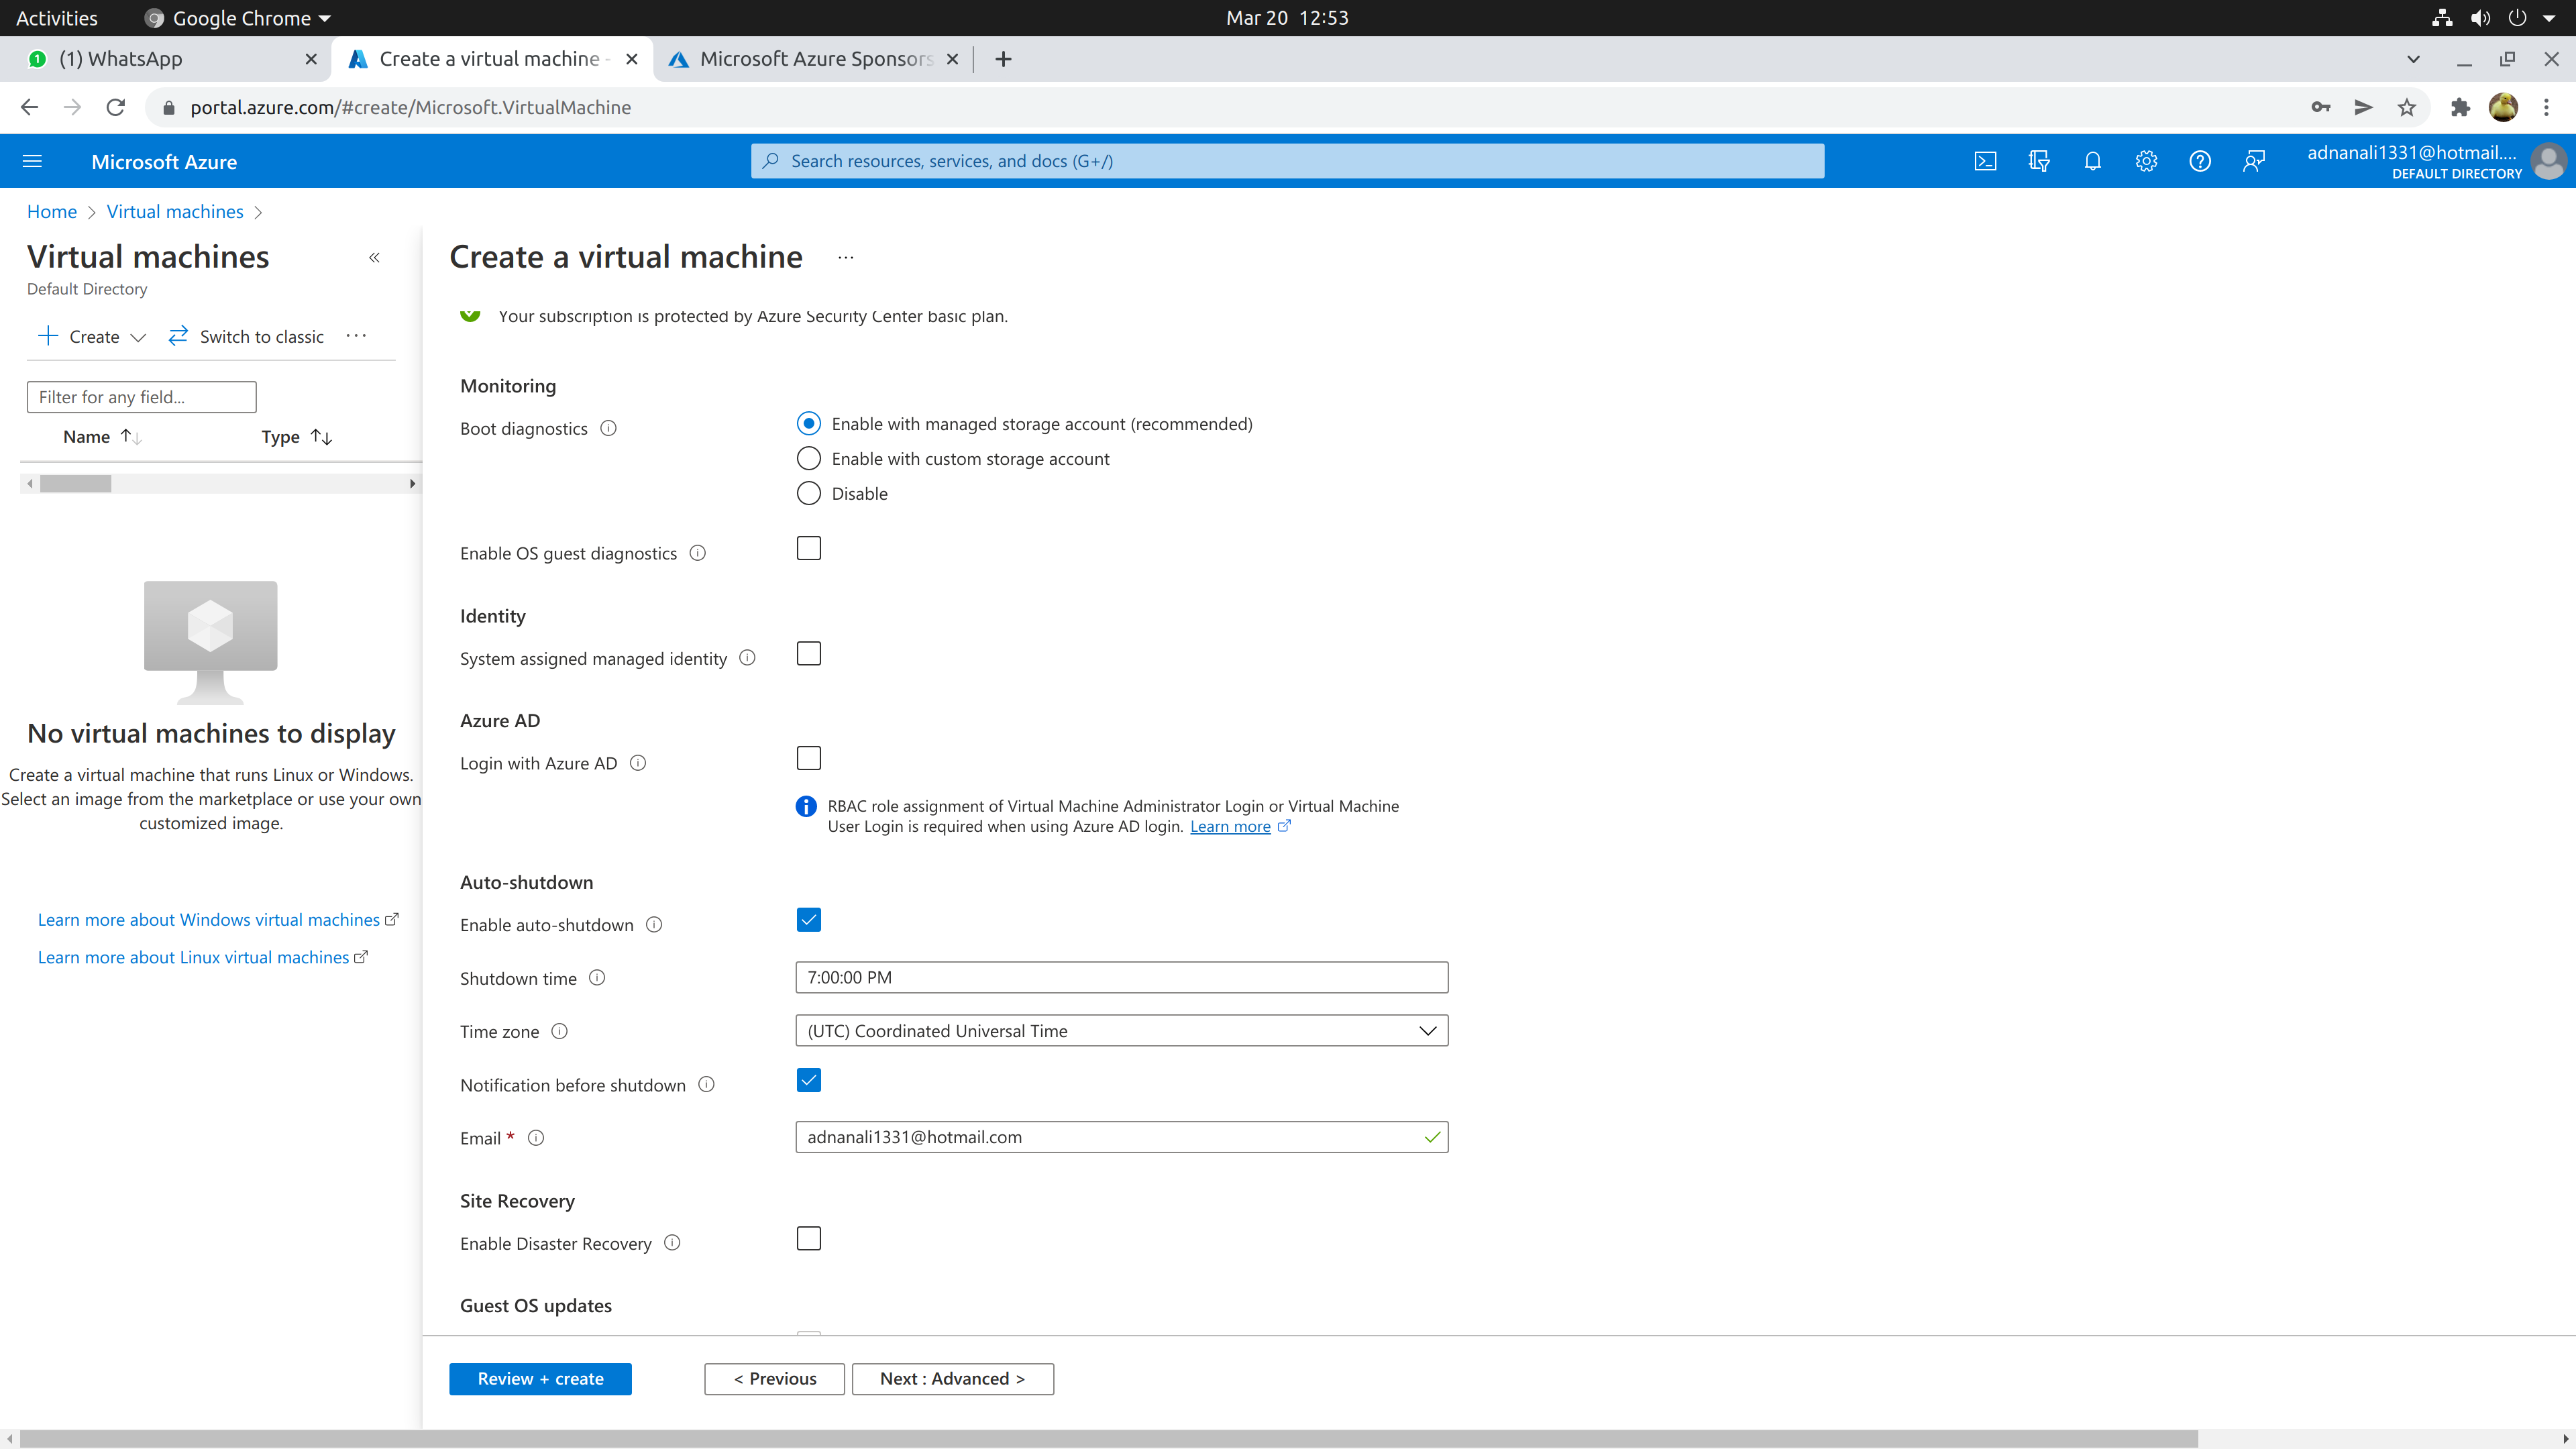 Activities
Google Chrome
Mar 20 12:53
1
(1) WhatsApp
Create a virtual machine -
Microsoft Azure Sponsors
portal.azure.com/#create/Microsoft.VirtualMachine
Microsoft Azure
Search resources, services, and docs (G+/)
adnanali1331@hotmail....
DEFAULT DIRECTORY
Home
Virtual machines
Virtual machines
Default Directory
Create
Switch to classic
Filter for any field...
Name
Type
No virtual machines to display
Create a virtual machine that runs Linux or Windows.
Select an image from the marketplace or use your own
customized image.
Learn more about Windows virtual machines
Learn more about Linux virtual machines
Create a virtual machine
Your subscription is protected by Azure Security Center basic plan.
Monitoring
Boot diagnostics
Enable with managed storage account (recommended)
Enable with custom storage account
Disable
Enable OS guest diagnostics
Identity
System assigned managed identity
Azure AD
Login with Azure AD
RBAC role assignment of Virtual Machine Administrator Login or Virtual Machine
User Login is required when using Azure AD login. Learn more
Auto-shutdown
Enable auto-shutdown
Shutdown time
7:00:00 PM
Time zone
(UTC) Coordinated Universal Time
Notification before shutdown
Email *
adnanali1331@hotmail.com
Site Recovery
Enable Disaster Recovery
Guest OS updates
Review + create
< Previous
Next : Advanced >